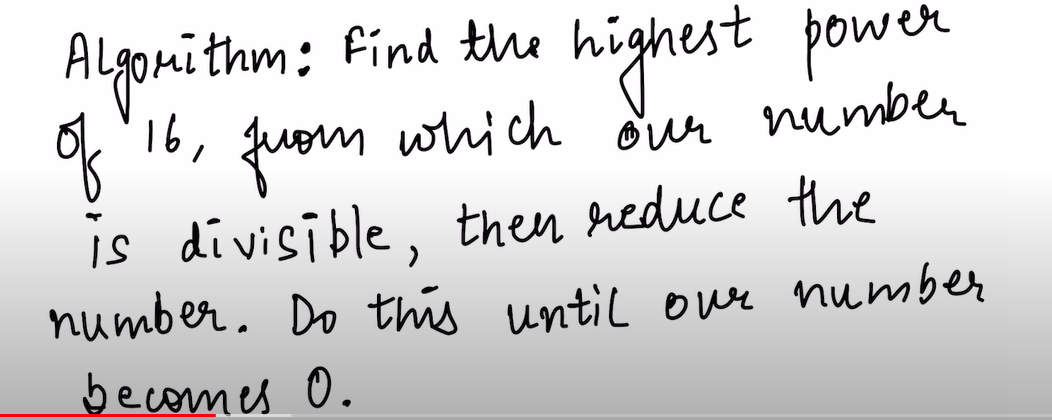 Algorithm: Find the highest power
of 16, from which our number
is divisible, then reduce the
number. Do this until our number
becomes 0.